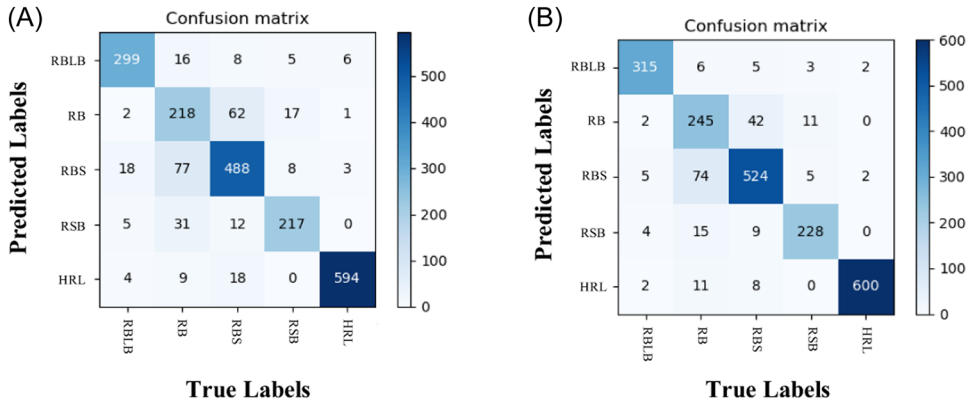 (A)
Confusion matrix
Predicted Labels
RBLB 299 16 8 5 6
RB 2 218 62 17 1
RBS 18 77 488 8 3
RSB 5 31 12 217 0
HRL 4 9 18 0 594
RBLB RB RBS RSB HRL
True Labels
500
400
300
200
100
0
(B)
Confusion matrix
Predicted Labels
RBLB 315 6 5 3 2
RB 2 245 42 11 0
RBS 5 74 524 5 2
RSB 4 15 9 228 0
HRL 2 11 8 0 600
RBLB RB RBS RSB HRL
True Labels
600
500
400
300
200
100
0